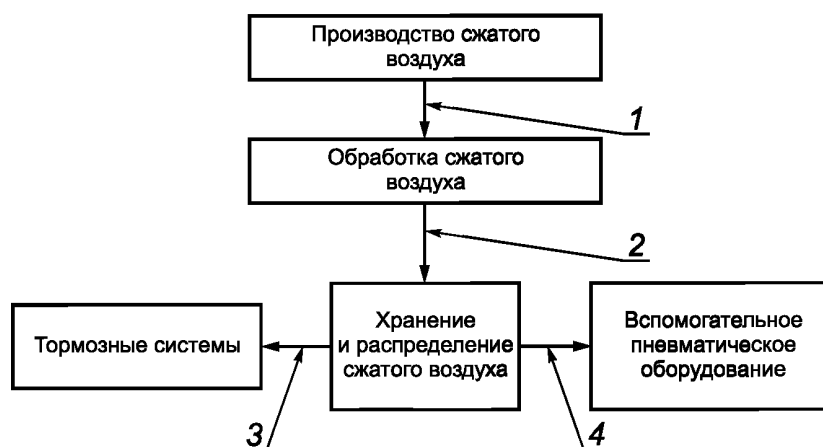 Производство сжатого
воздуха
1
Обработка сжатого
воздуха
2
Тормозные системы
Хранение
и распределение
сжатого воздуха
Вспомогательное
пневматическое
оборудование
3
4